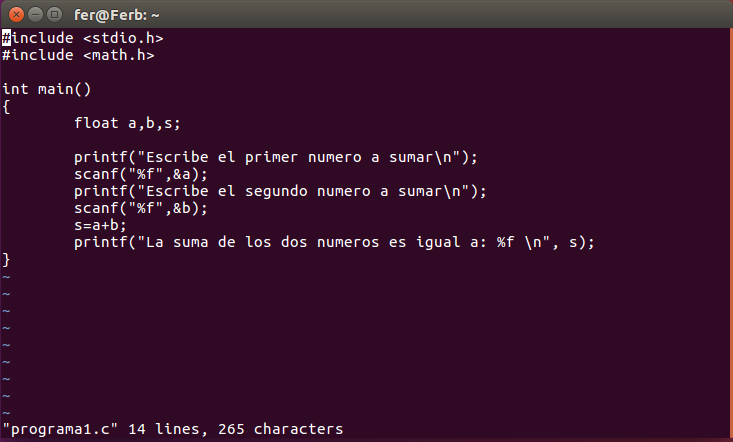 fer@Ferb: ~
#include <stdio.h>
#include <math.h>

int main()
{
        float a,b,s;

        printf("Escribe el primer numero a sumar\n");
        scanf("%f",&a);
        printf("Escribe el segundo numero a sumar\n");
        scanf("%f",&b);
        s=a+b;
        printf("La suma de los dos numeros es igual a: %f \n", s);
}
~
~
~
~
~
~
~
~
~
"programa1.c" 14 lines, 265 characters